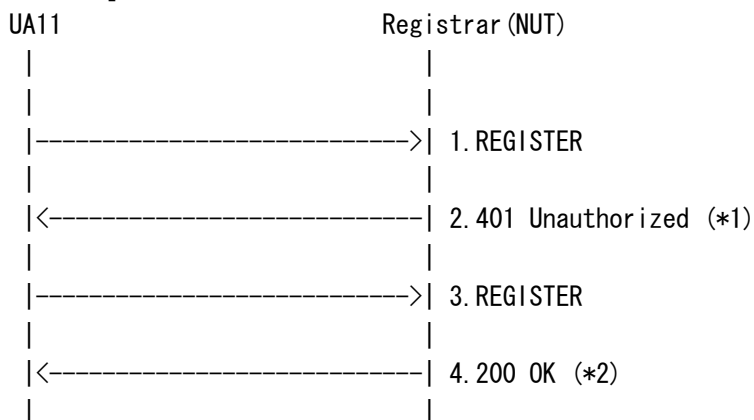 UA11 Registrar(NUT)
| |
| |
|---------------------------->| 1.REGISTER
| |
|<----------------------------| 2.401 Unauthorized (*1)
| |
|---------------------------->| 3.REGISTER
| |
|<----------------------------| 4.200 OK (*2)
| |